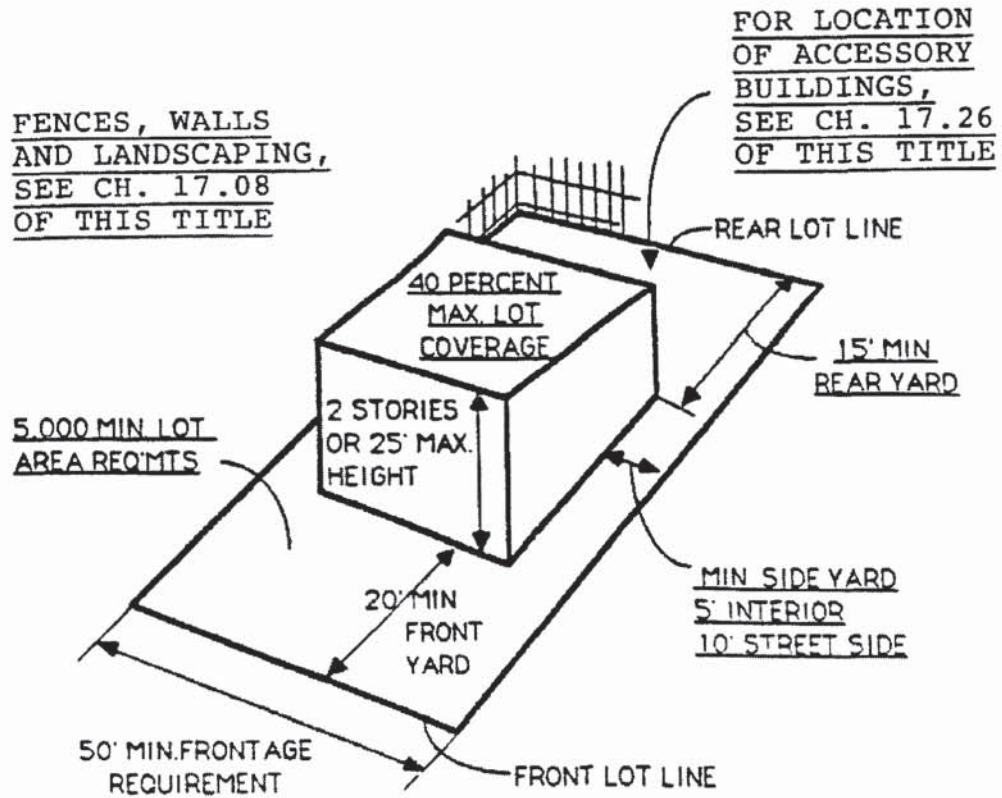 FOR LOCATION
OF ACCESSORY
BUILDINGS,
SEE CH. 17.26
OF THIS TITLE
FENCES, WALLS
AND LANDSCAPING,
SEE CH. 17.08
OF THIS TITLE
REAR LOT LINE
40 PERCENT
MAX. LOT
COVERAGE
15' MIN
REAR YARD
2 STORIES
OR 25' MAX.
HEIGHT
5,000 MIN. LOT
AREA REQ'MTS
MIN SIDE YARD
5' INTERIOR
10' STREET SIDE
20' MIN
FRONT
YARD
50' MIN. FRONTAGE
REQUIREMENT
FRONT LOT LINE